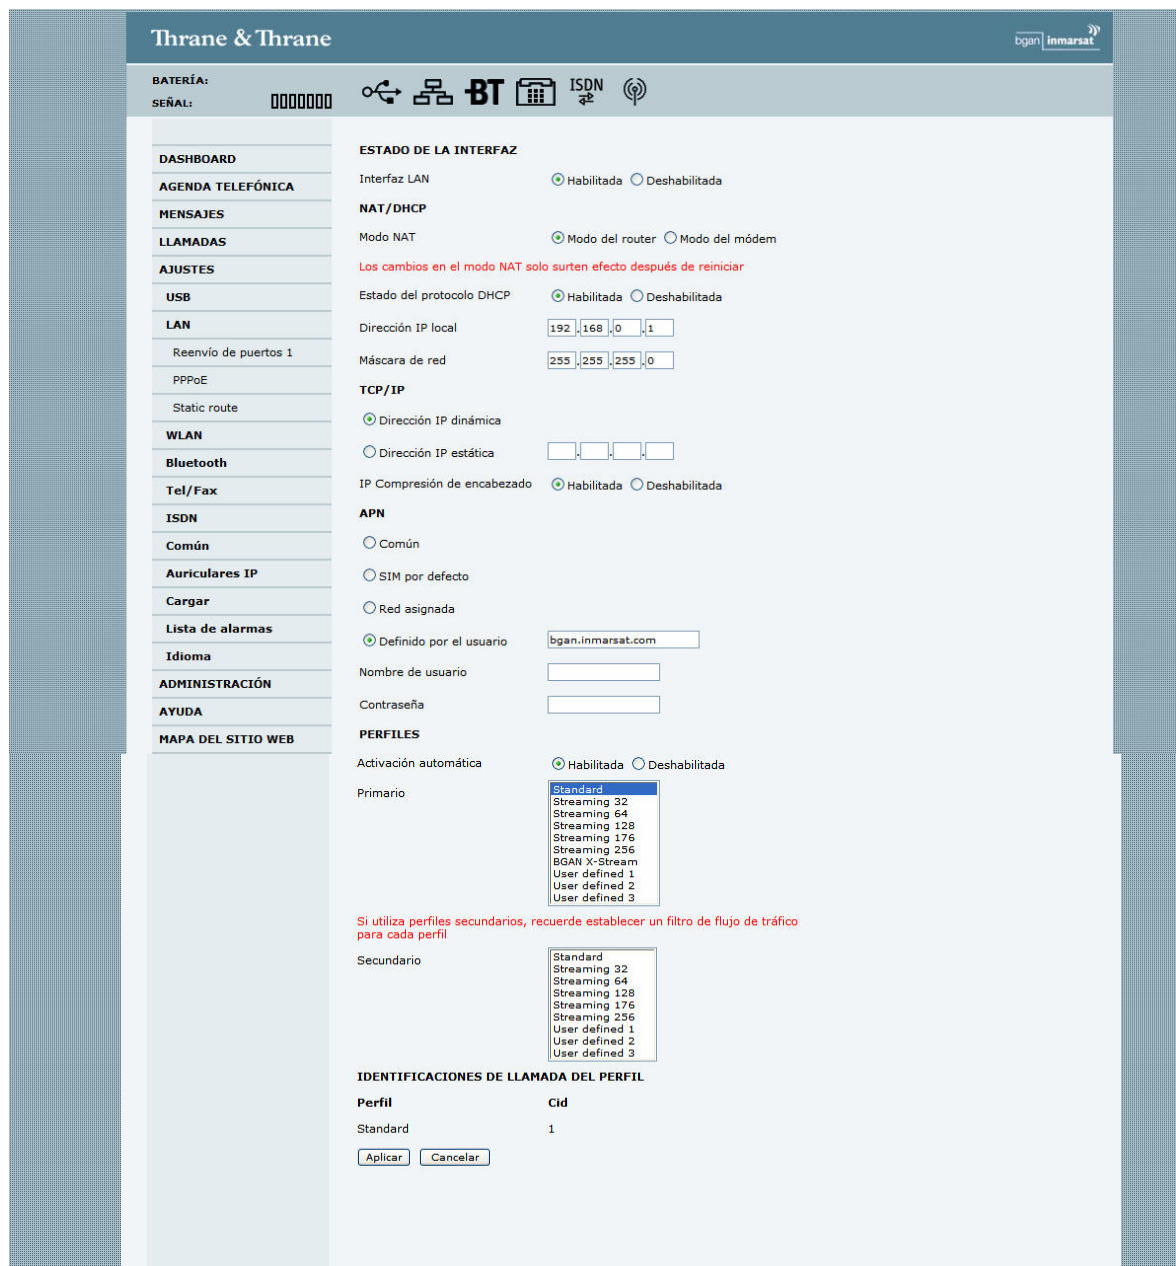 Thrane & Thrane
bgan inmarsat
BATERÍA:
SEÑAL:
BT
ISDN
DASHBOARD
AGENDA TELEFÓNICA
MENSAJES
LLAMADAS
AJUSTES
USB
LAN
Reenvío de puertos 1
PPPoE
Static route
WLAN
Bluetooth
Tel/Fax
ISDN
Común
Auriculares IP
Cargar
Lista de alarmas
Idioma
ADMINISTRACIÓN
AYUDA
MAPA DEL SITIO WEB
ESTADO DE LA INTERFAZ
Interfaz LAN Habilitada Deshabilitada
NAT/DHCP
Modo NAT Modo del router Modo del módem
Los cambios en el modo NAT solo surten efecto después de reiniciar
Estado del protocolo DHCP Habilitada Deshabilitada
Dirección IP local 192.168.0.1
Máscara de red 255.255.255.0
TCP/IP
Dirección IP dinámica
Dirección IP estática . . .
IP Compresión de encabezado Habilitada Deshabilitada
APN
Común
SIM por defecto
Red asignada
Definido por el usuario bgan.inmarsat.com
Nombre de usuario
Contraseña
PERFILES
Activación automática Habilitada Deshabilitada
Primario
Standard
Streaming 32
Streaming 64
Streaming 128
Streaming 176
Streaming 256
BGAN X-Stream
User defined 1
User defined 2
User defined 3
Si utiliza perfiles secundarios, recuerde establecer un filtro de flujo de tráfico
para cada perfil
Secundario
Standard
Streaming 32
Streaming 64
Streaming 128
Streaming 176
Streaming 256
User defined 1
User defined 2
User defined 3
IDENTIFICACIONES DE LLAMADA DEL PERFIL
Perfil Cid
Standard 1
Aplicar Cancelar